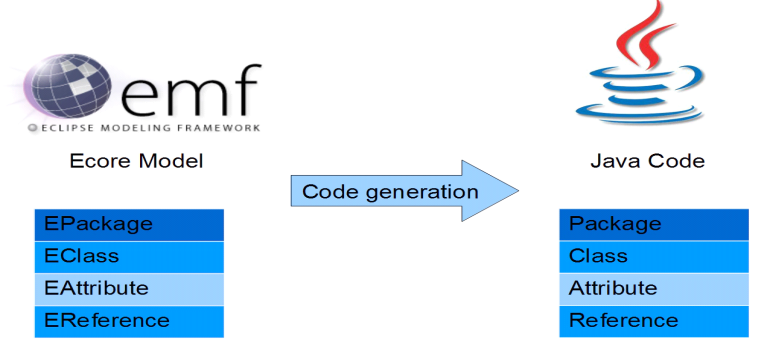 emf
ECLIPSE MODELING FRAMEWORK
Ecore Model
Java Code
Code generation
EPackage
EClass
EAttribute
EReference
Package
Class
Attribute
Reference